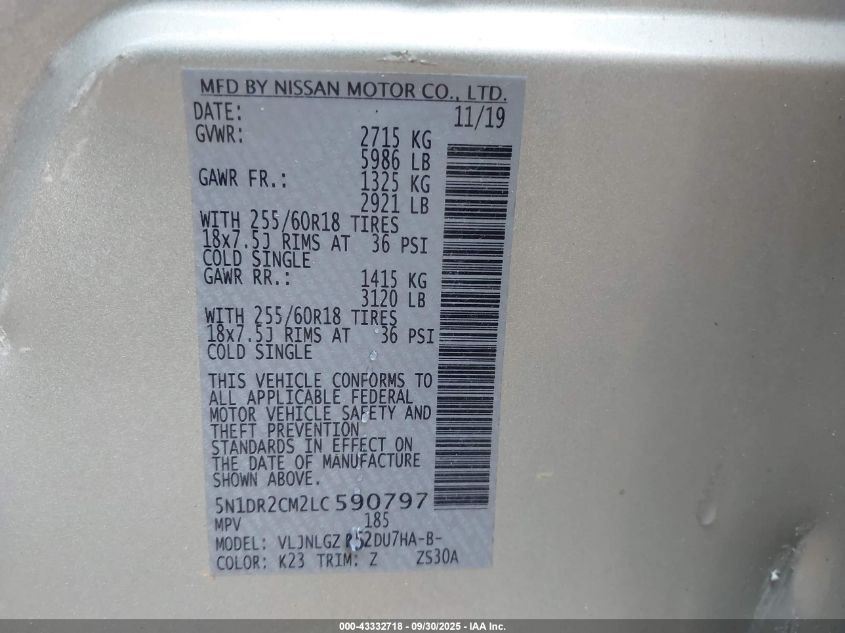 MFD BY NISSAN MOTOR CO., LTD.
DATE: 11/19
GVWR: 2715 KG
5986 LB
GAWR FR.: 1325 KG
2921 LB
WITH 255/60R18 TIRES
18x7.5J RIMS AT 36 PSI
COLD SINGLE
GAWR RR.: 1415 KG
3120 LB
WITH 255/60R18 TIRES
18x7.5J RIMS AT 36 PSI
COLD SINGLE
THIS VEHICLE CONFORMS TO
ALL APPLICABLE FEDERAL
MOTOR VEHICLE SAFETY AND
THEFT PREVENTION
STANDARDS IN EFFECT ON
THE DATE OF MANUFACTURE
SHOWN ABOVE.
5N1DR2CM2LC590797
MPV 185
MODEL: VLJNLGZ R52DU7HA-B-
COLOR: K23 TRIM: Z ZS30A
000-43332718 - 09/30/2025 - IAA Inc.